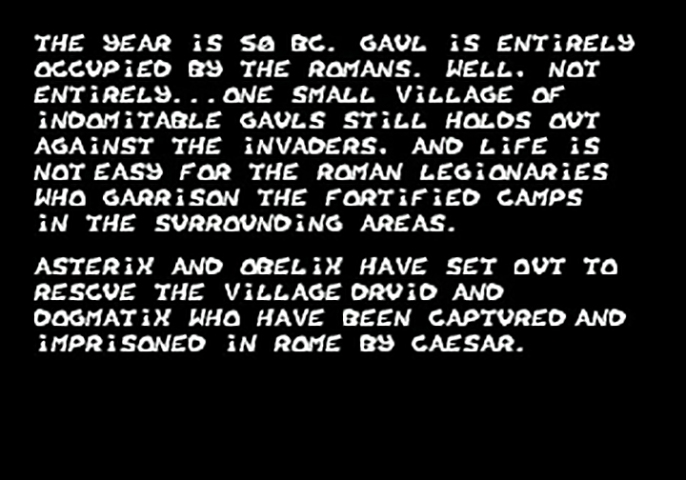 THE YEAR IS 50 BC. GAUL IS ENTIRELY
OCCUPIED BY THE ROMANS. WELL, NOT
ENTIRELY...ONE SMALL VILLAGE OF
INDOMITABLE GAULS STILL HOLDS OUT
AGAINST THE INVADERS. AND LIFE IS
NOT EASY FOR THE ROMAN LEGIONARIES
WHO GARRISON THE FORTIFIED CAMPS
IN THE SURROUNDING AREAS.
ASTERIX AND OBELIX HAVE SET OUT TO
RESCUE THE VILLAGE DRUID AND
DOGMATIX WHO HAVE BEEN CAPTURED AND
IMPRISONED IN ROME BY CAESAR.